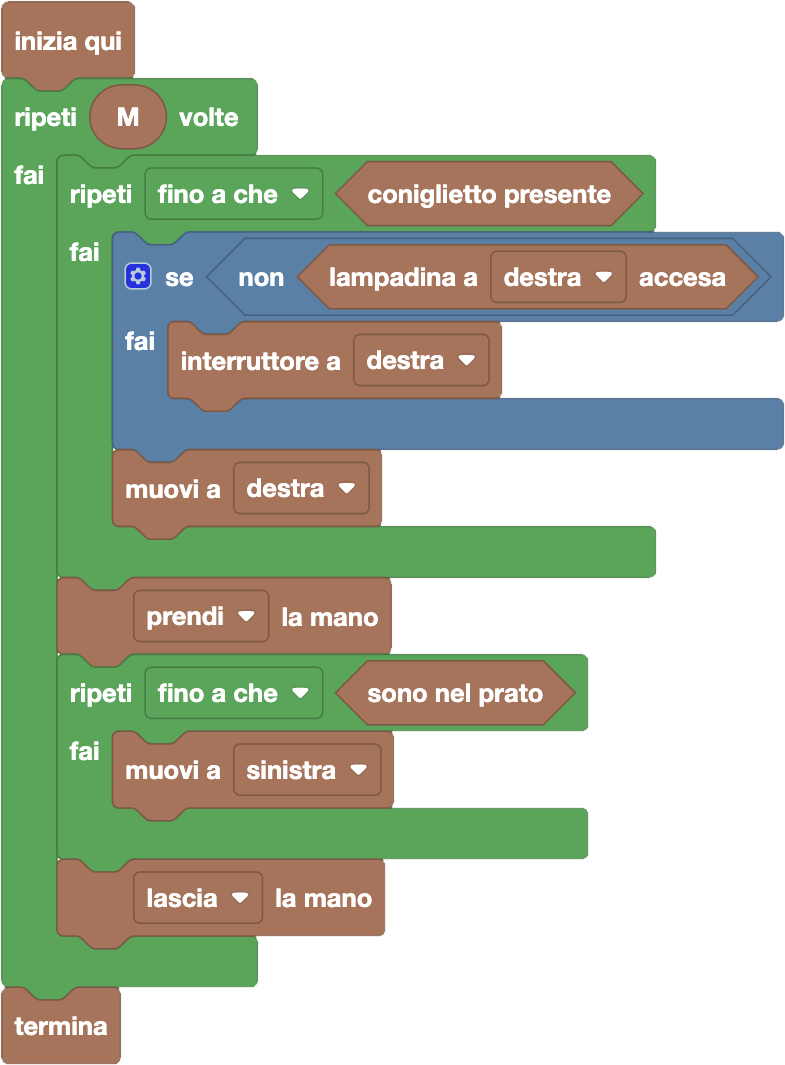 inizia qui
ripeti M volte
fai
ripeti fino a che coniglietto presente
fai
se non lampadina a destra accesa
fai
interruttore a destra
muovi a destra
prendi la mano
ripeti fino a che sono nel prato
fai
muovi a sinistra
lascia la mano
termina